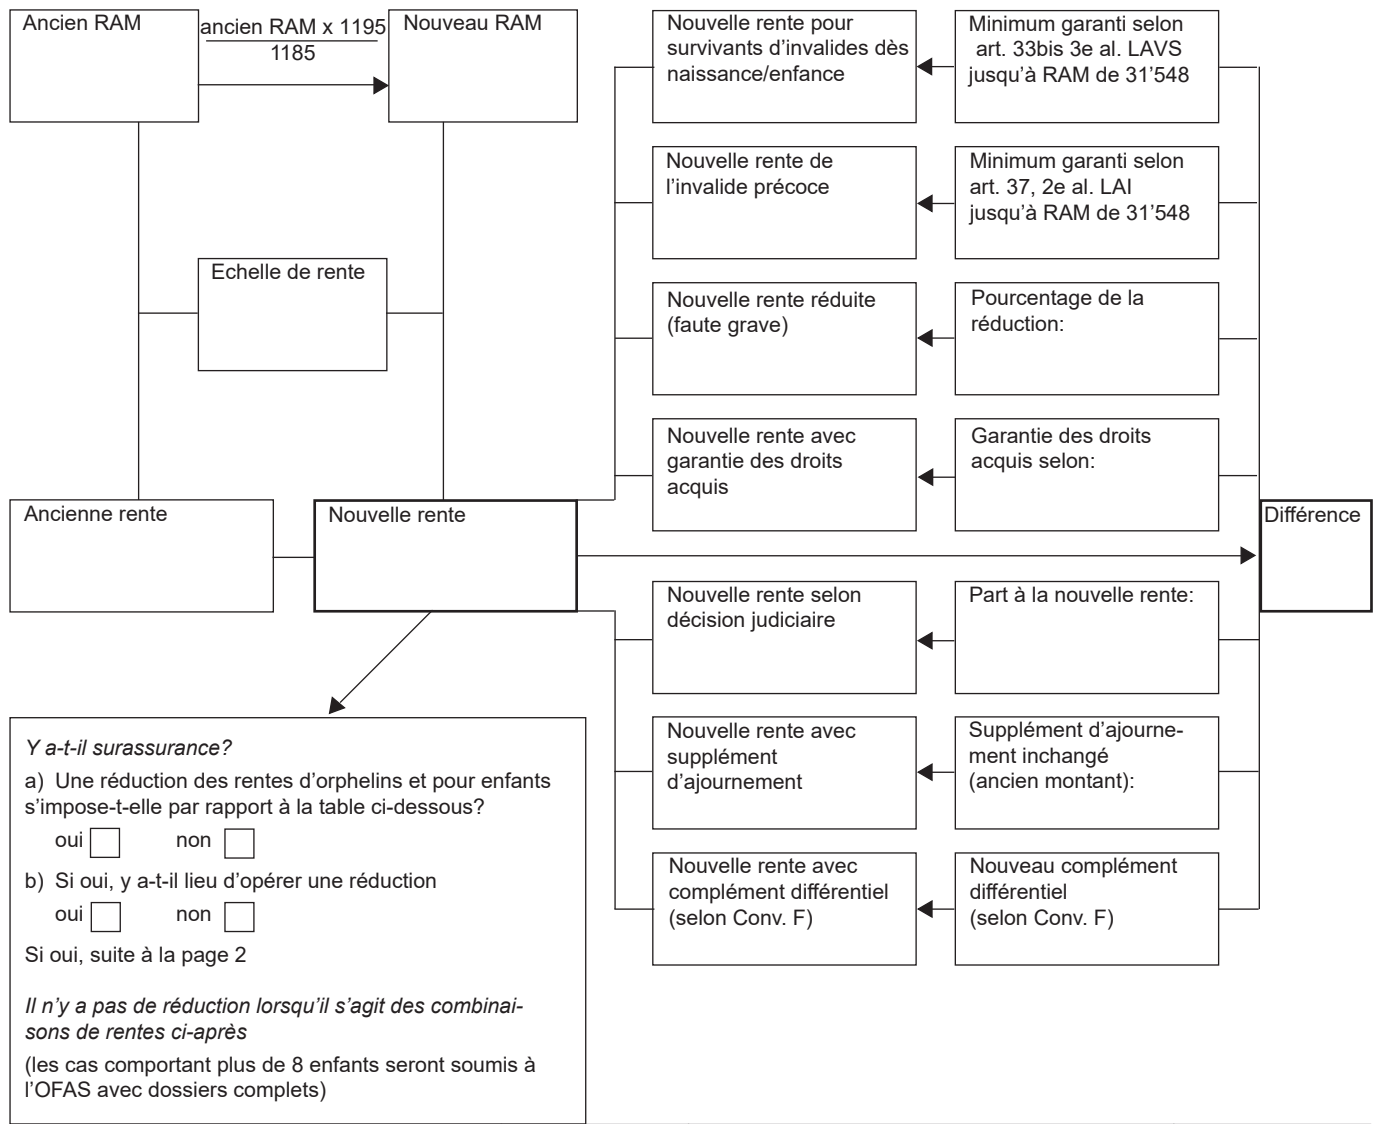 Ancien RAM
ancien RAM x 1195
1185
Nouveau RAM
Echelle de rente
Ancienne rente
Nouvelle rente
Nouvelle rente pour
survivants d'invalides dès
naissance/enfance
Minimum garanti selon
art. 33bis 3e al. LAVS
jusqu'à RAM de 31'548
Nouvelle rente de
l'invalide précoce
Minimum garanti selon
art. 37, 2e al. LAI
jusqu'à RAM de 31'548
Nouvelle rente réduite
(faute grave)
Pourcentage de la
réduction:
Nouvelle rente avec
garantie des droits
acquis
Garantie des droits
acquis selon:
Différence
Nouvelle rente selon
décision judiciaire
Part à la nouvelle rente:
Nouvelle rente avec
supplément
d'ajournement
Supplément d'ajourne-
ment inchangé
(ancien montant):
Nouvelle rente avec
complément différentiel
(selon Conv. F)
Nouveau complément
différentiel
(selon Conv. F)
Y a-t-il surassurance?
a) Une réduction des rentes d'orphelins et pour enfants
s'impose-t-elle par rapport à la table ci-dessous?
oui non
b) Si oui, y a-t-il lieu d'opérer une réduction
oui non
Si oui, suite à la page 2
Il n'y a pas de réduction lorsqu'il s'agit des combinai-
sons de rentes ci-après
(les cas comportant plus de 8 enfants seront soumis à
l'OFAS avec dossiers complets)